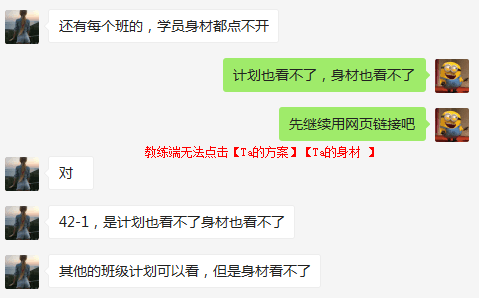 还有每个班的，学员身材都点不开
计划也看不了，身材也看不了
先继续用网页链接吧
教练端无法点击【Ta的方案】【Ta的身材 】
对
42-1，是计划也看不了身材也看不了
其他的班级计划可以看，但是身材看不了